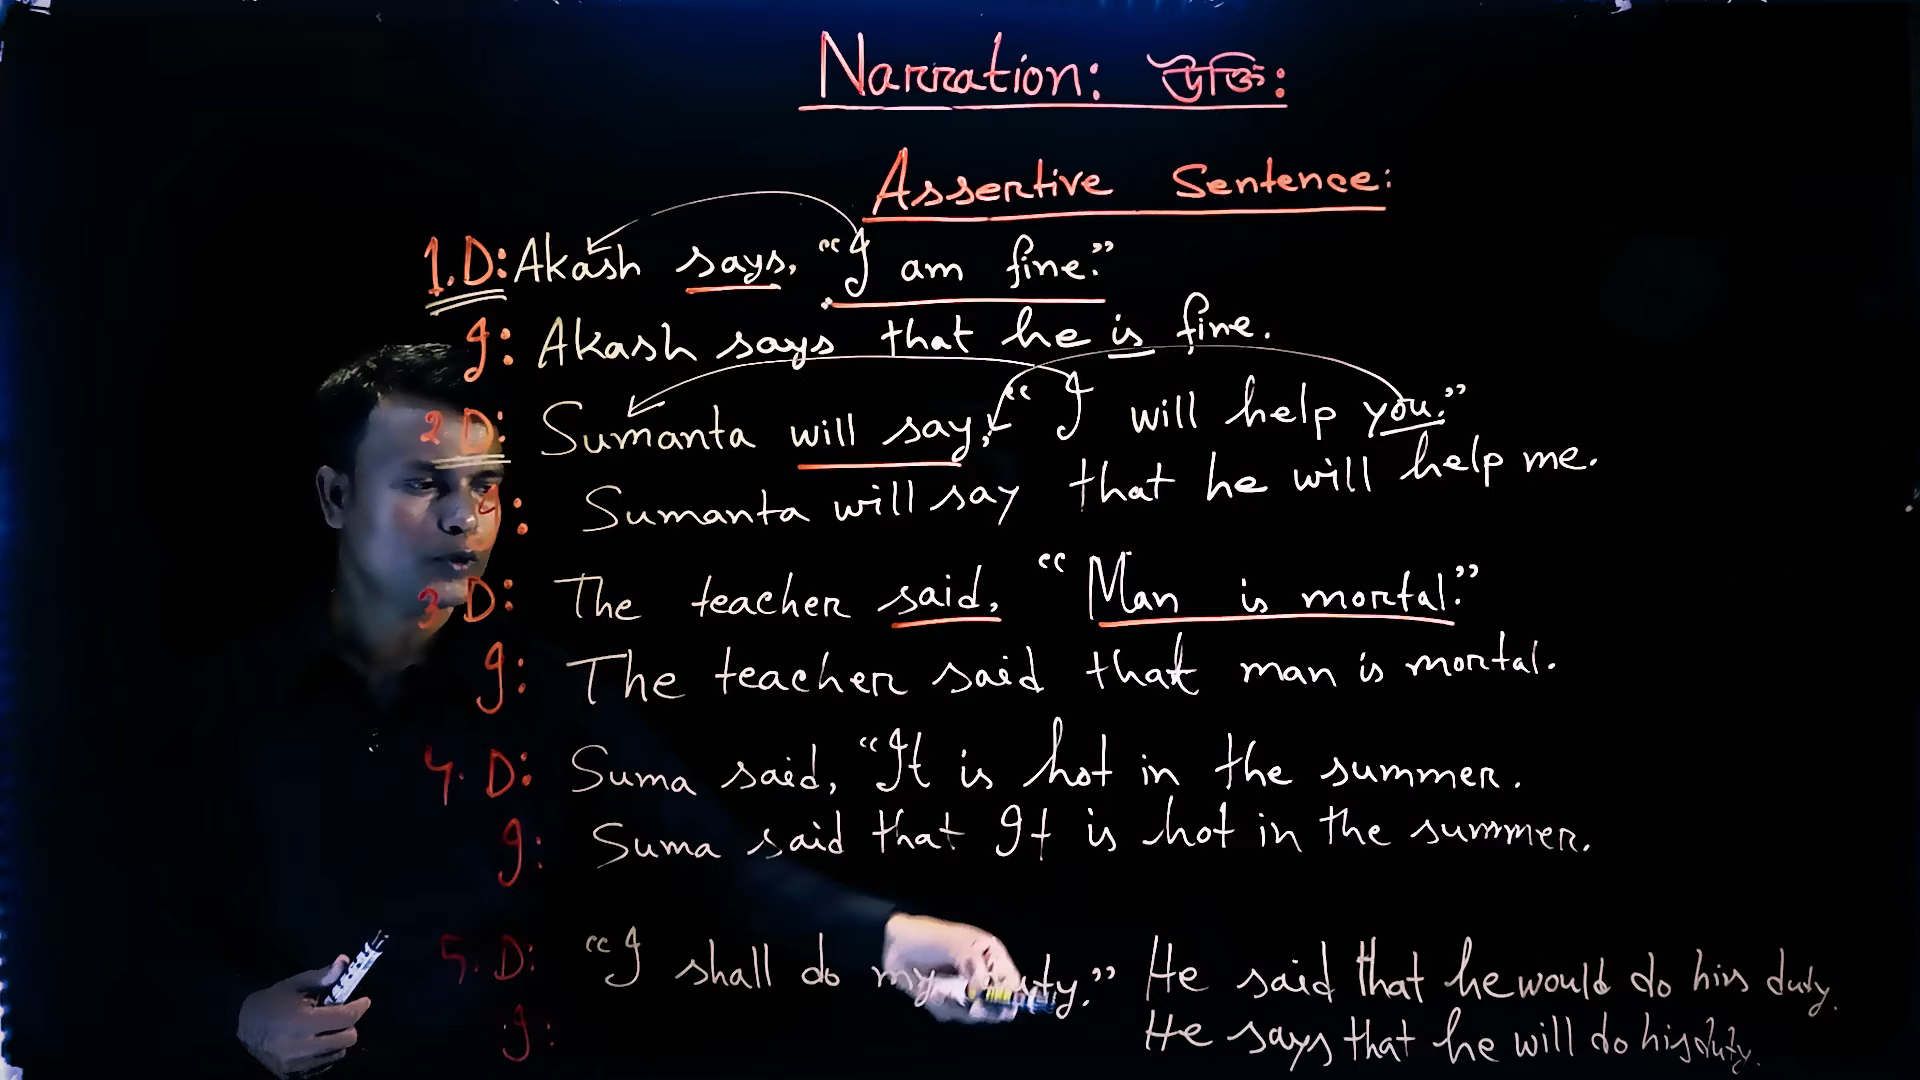 Narration: উক্তি:
Assertive Sentence:
1.D: Akash says, "I am fine."
I: Akash says that he is fine.
2. D: Sumanta will say, "I will help you."
I: Sumanta will say that he will help me.
3 D: The teacher said, "Man is mortal."
I: The teacher said that man is mortal.
4. D: Suma said, "It is hot in the summer.
I: Suma said that It is hot in the summer.
5. D: "I shall do my duty." He said that he would do his duty.
I: He says that he will do his duty.